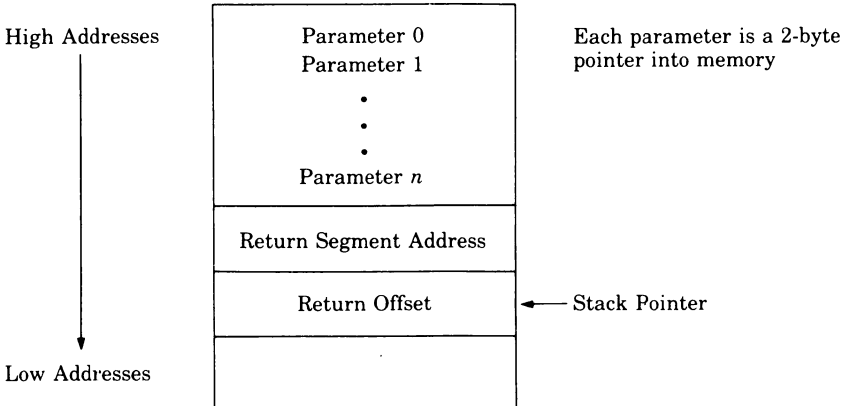 High Addresses
Parameter 0
Each parameter is a 2-byte
Parameter 1
pointer into memory
•
•
•
Parameter n
Return Segment Address
Return Offset
Stack Pointer
Low Addresses